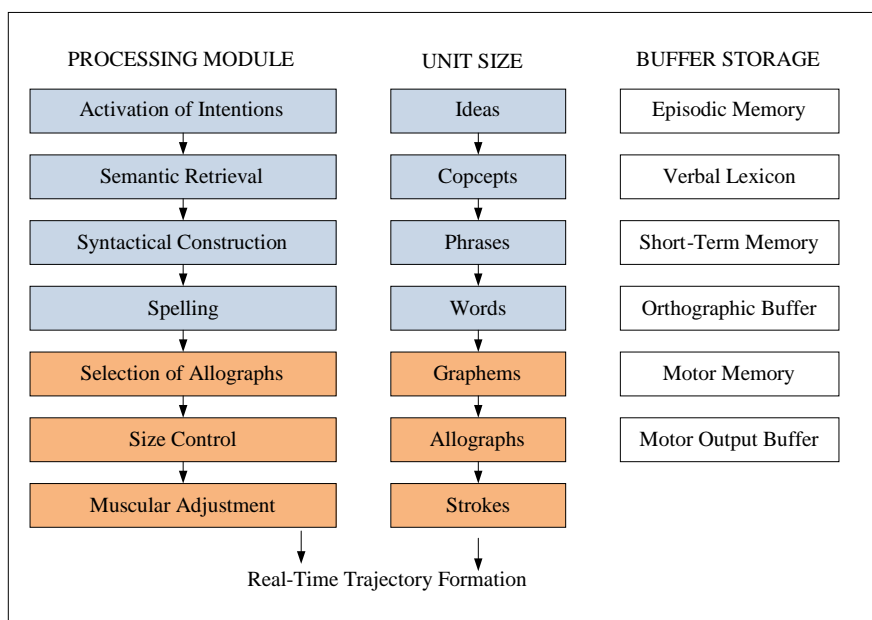 PROCESSING MODULE UNIT SIZE BUFFER STORAGE
Activation of Intentions Ideas Episodic Memory
Semantic Retrieval Copcepts Verbal Lexicon
Syntactical Construction Phrases Short-Term Memory
Spelling Words Orthographic Buffer
Selection of Allographs Graphems Motor Memory
Size Control Allographs Motor Output Buffer
Muscular Adjustment Strokes
Real-Time Trajectory Formation